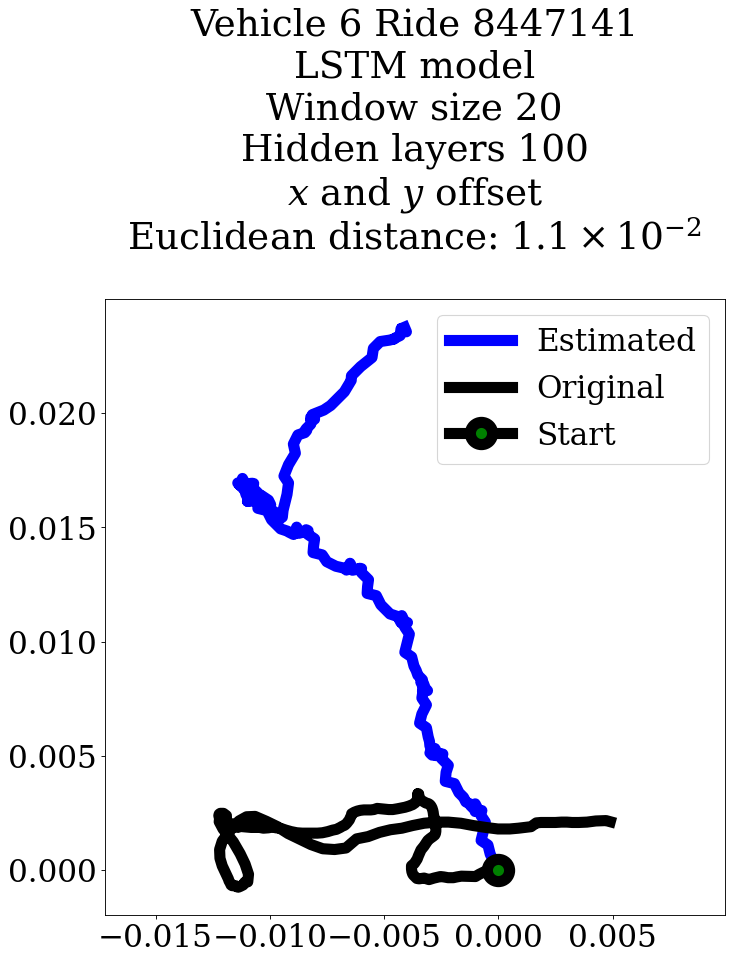 Vehicle 6 Ride 8447141
LSTM model
Window size 20
Hidden layers 100
x and y offset
Euclidean distance: 1.1 × 10⁻²
Estimated
Original
Start
0.020
0.015
0.010
0.005
0.000
−0.015 −0.010 −0.005 0.000 0.005